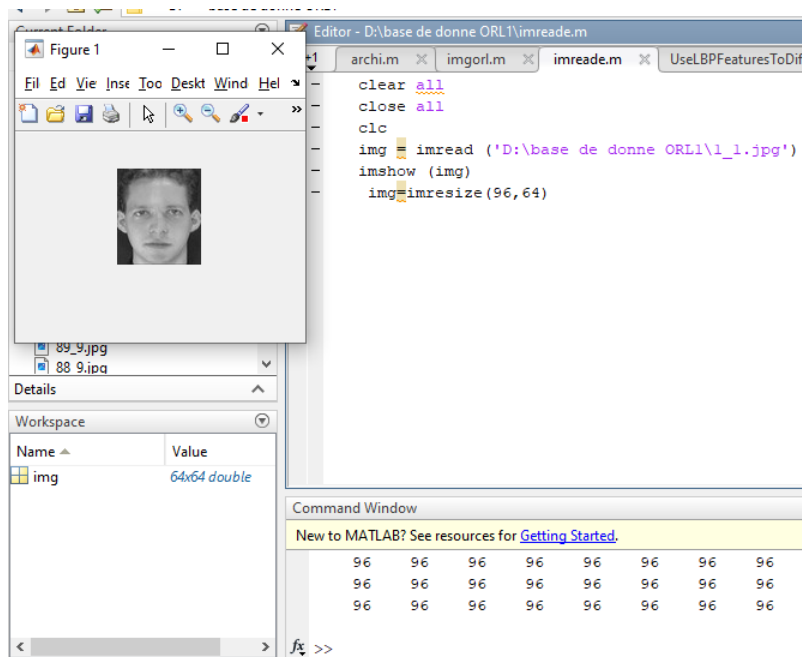 Figure 1
Fil Ed Vie Inse Too Deskt Wind Hel
89_9.jpg
88_9.jpg
Details
Workspace
Name Value
img 64x64 double
Editor - D:\base de donne ORL1\imreade.m
+1 archi.m imgorl.m imreade.m UseLBPFeaturesToDif
clear all
close all
clc
img = imread ('D:\base de donne ORL1\1_1.jpg')
imshow (img)
img=imresize(96,64)
Command Window
New to MATLAB? See resources for Getting Started.
96 96 96 96 96 96 96 96
96 96 96 96 96 96 96 96
96 96 96 96 96 96 96 96
fx >>